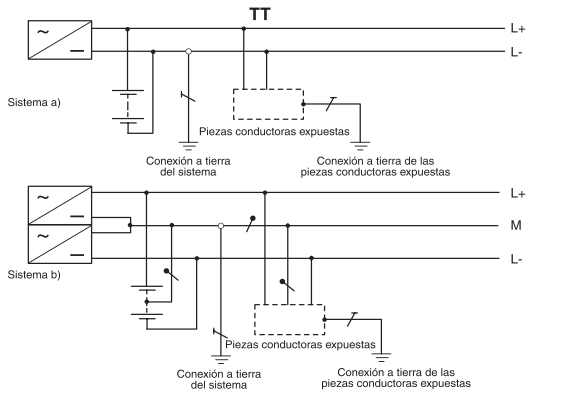 TT
L+
L-
Sistema a)
Piezas conductoras expuestas
Conexión a tierra
del sistema
Conexión a tierra de las
piezas conductoras expuestas
L+
M
L-
Sistema b)
Piezas conductoras expuestas
Conexión a tierra
del sistema
Conexión a tierra de las
piezas conductoras expuestas